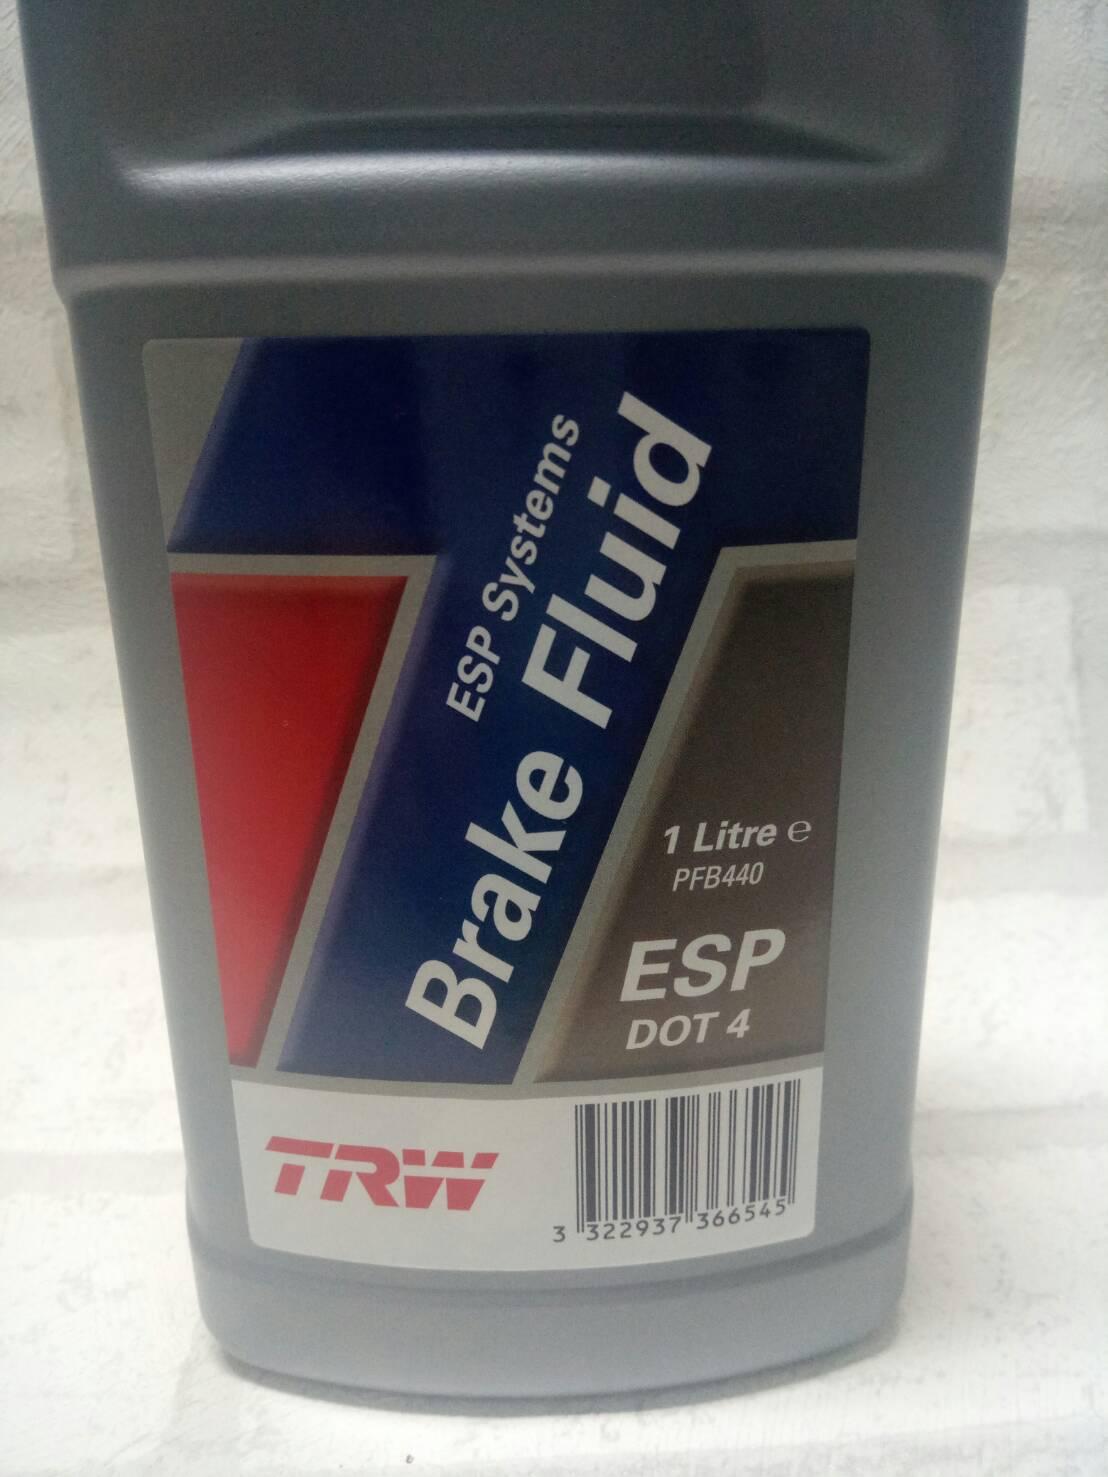 ESP Systems
Brake Fluid
1 Litre ℮
PFB440
ESP
DOT 4
TRW
3 322937 366545